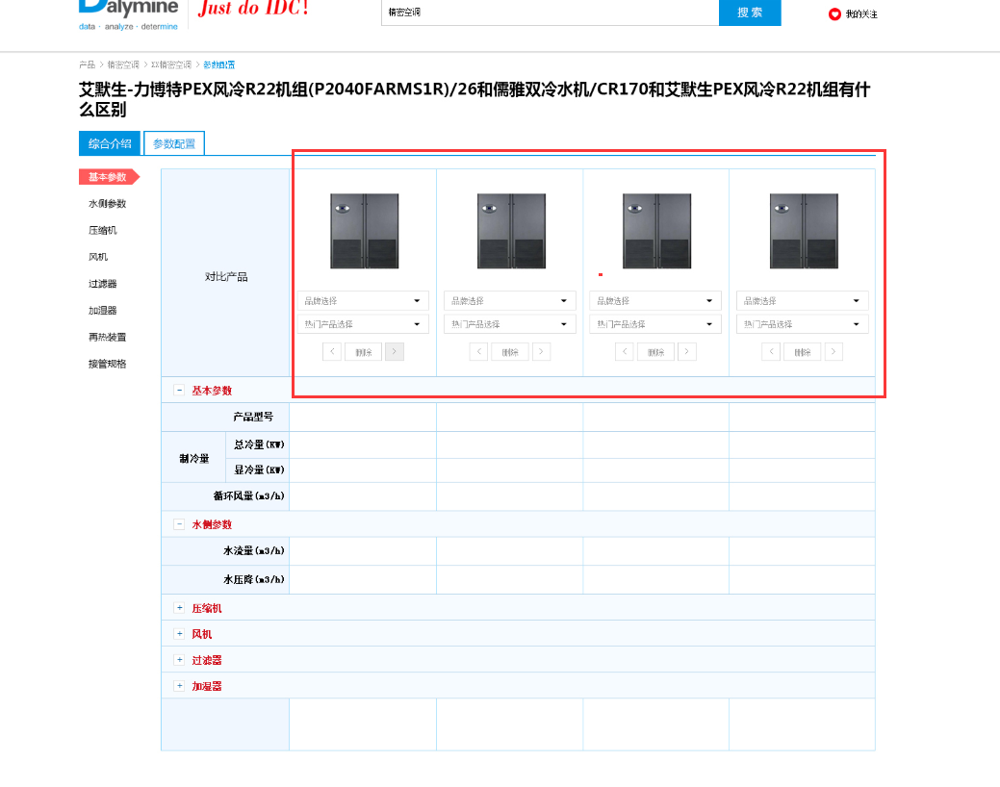 Dalymine
data · analyze · determine
Just do IDC!
精密空调
搜 索
我的关注
产品 > 精密空调 > XX精密空调 > 参数配置
艾默生-力博特PEX风冷R22机组(P2040FARMS1R)/26和儒雅双冷水机/CR170和艾默生PEX风冷R22机组有什
么区别
综合介绍
参数配置
基本参数
水侧参数
压缩机
风机
过滤器
加湿器
再热装置
接管规格
对比产品
品牌选择
热门产品选择
< 删除 >
品牌选择
热门产品选择
< 删除 >
品牌选择
热门产品选择
< 删除 >
品牌选择
热门产品选择
< 删除 >
- 基本参数
产品型号
制冷量
总冷量(KW)
显冷量(KW)
循环风量(m3/h)
- 水侧参数
水流量(m3/h)
水压降(m3/h)
+ 压缩机
+ 风机
+ 过滤器
+ 加湿器